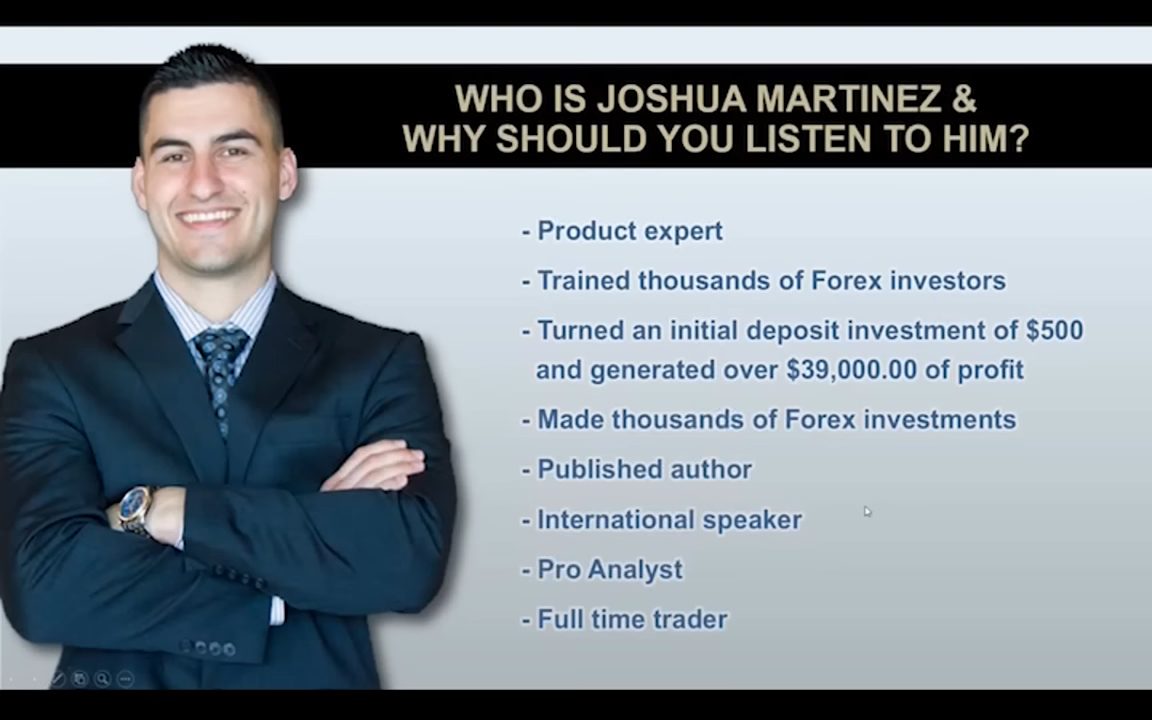 WHO IS JOSHUA MARTINEZ &
WHY SHOULD YOU LISTEN TO HIM?
- Product expert
- Trained thousands of Forex investors
- Turned an initial deposit investment of $500
and generated over $39,000.00 of profit
- Made thousands of Forex investments
- Published author
- International speaker
- Pro Analyst
- Full time trader